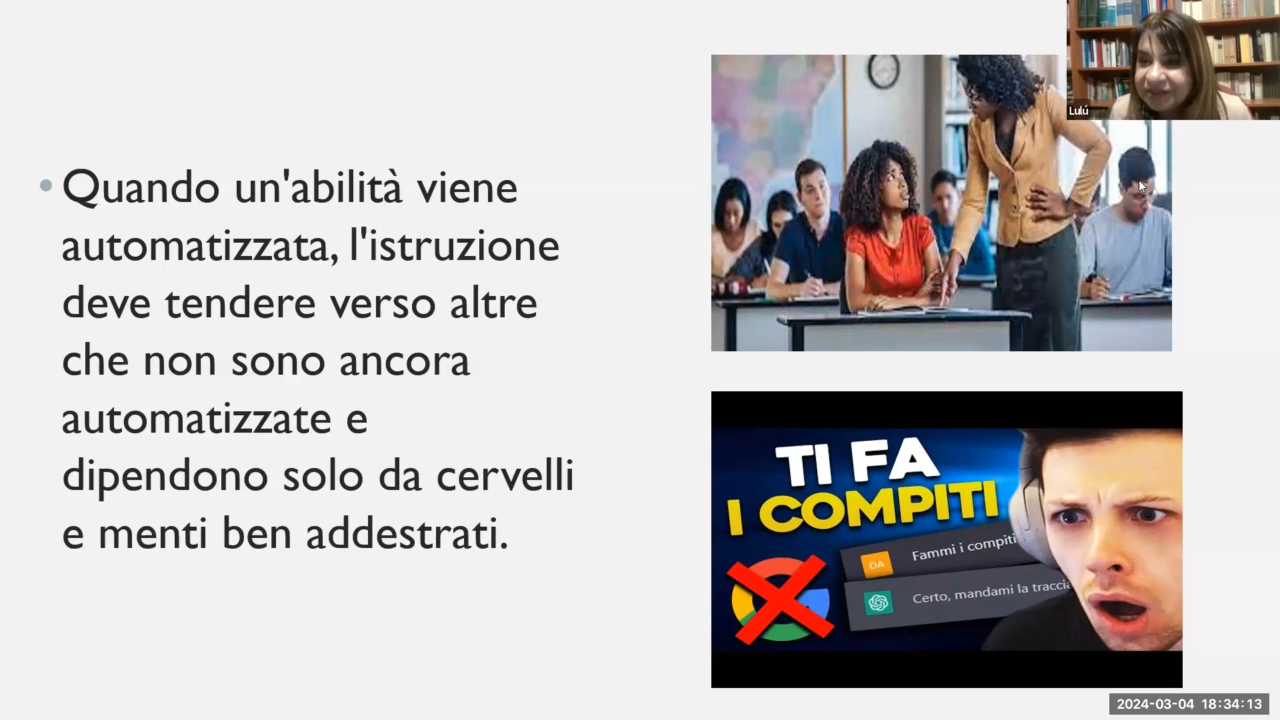 Quando un'abilità viene
automatizzata, l'istruzione
deve tendere verso altre
che non sono ancora
automatizzate e
dipendono solo da cervelli
e menti ben addestrati.
Lulú
TI FA
I COMPITI
DA
Fammi i compiti
Certo, mandami la traccia
2024-03-04 18:34:13